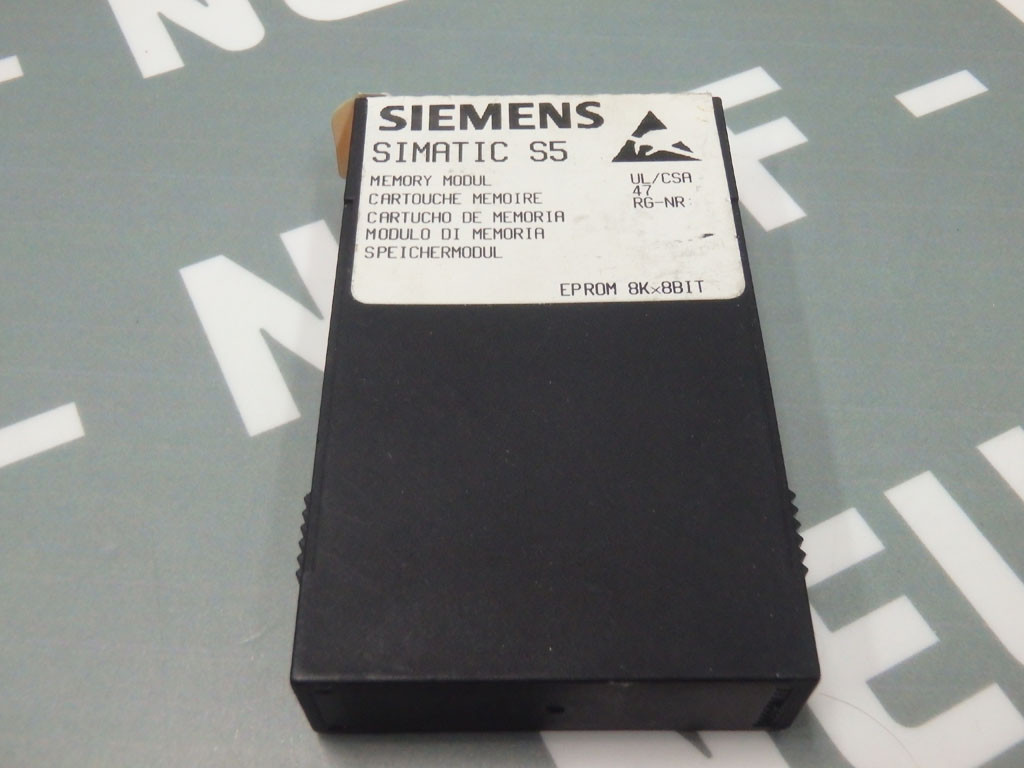 SIEMENS
SIMATIC S5
MEMORY MODUL
CARTOUCHE MEMOIRE
CARTUCHO DE MEMORIA
MODULO DI MEMORIA
SPEICHERMODUL
UL/CSA
47
RG-NR
EPROM 8K×8BIT